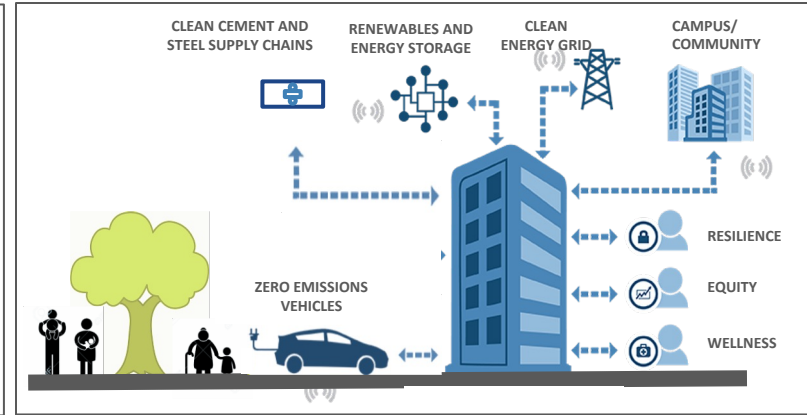 CLEAN CEMENT AND
STEEL SUPPLY CHAINS
RENEWABLES AND
ENERGY STORAGE
CLEAN
ENERGY GRID
CAMPUS/
COMMUNITY
RESILIENCE
EQUITY
WELLNESS
ZERO EMISSIONS
VEHICLES